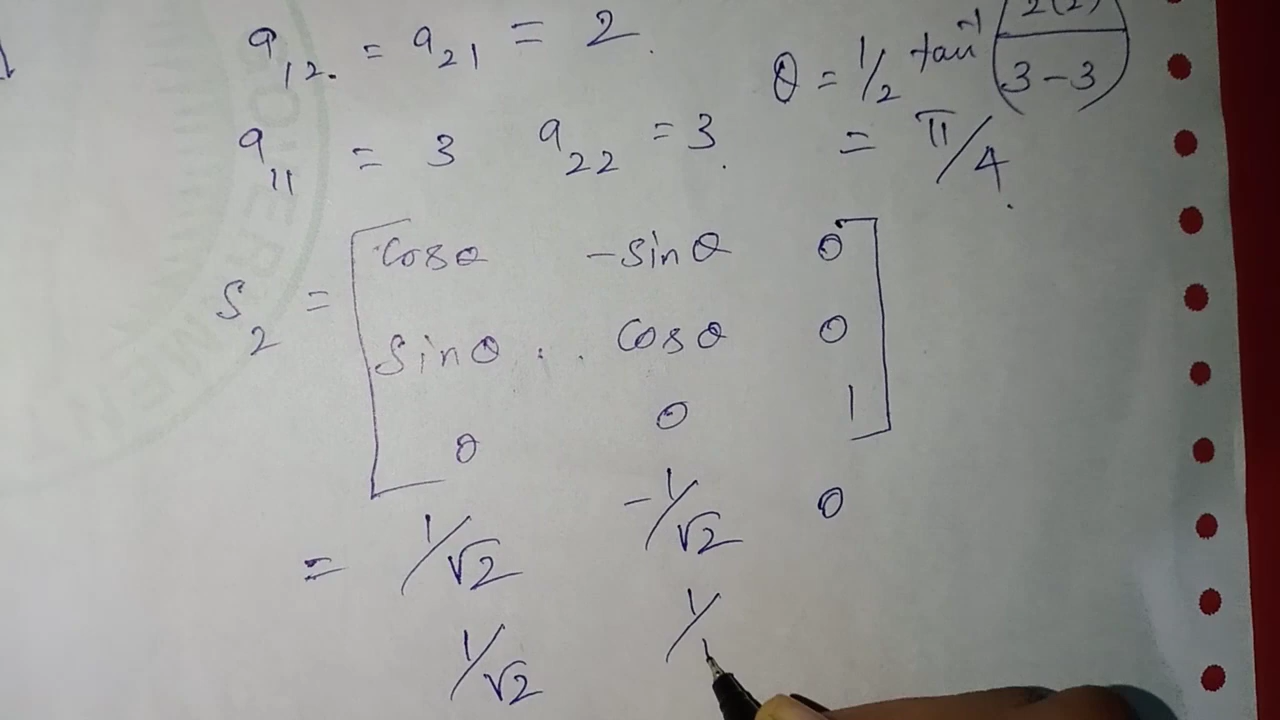 a₁₂. = a₂₁ = 2.
θ = 1/2 tan⁻¹(2(2)/(3-3))
a₁₁ = 3 a₂₂ = 3.
= π/4.
S₂ = [cosθ -sinθ 0
sinθ cosθ 0
0 0 1]
= 1/√2 -1/√2 0
1/√2 1/